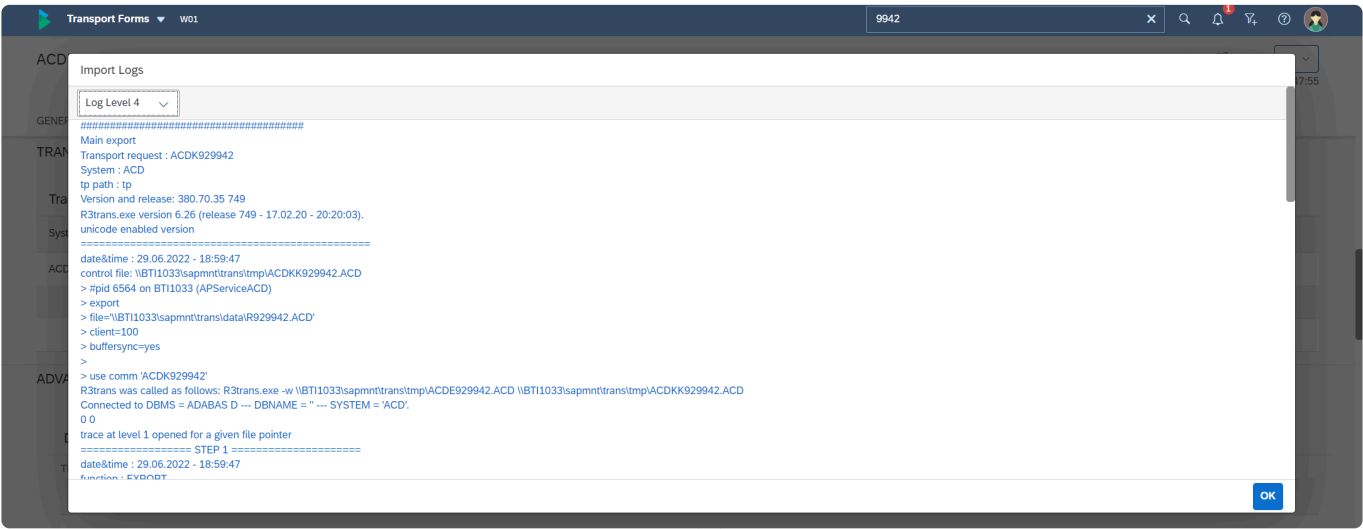 Transport Forms W01 9942 1
ACD
Import Logs
47:55
Log Level 4
GENER
######################################
Main export
TRAN
Transport request : ACDK929942
System : ACD
tp path : tp
Tra
Version and release: 380.70.35 749
R3trans.exe version 6.26 (release 749 - 17.02.20 - 20:20:03).
Syst
unicode enabled version
================================================
date&time : 29.06.2022 - 18:59:47
ACD
control file: \\BTI1033\sapmnt\trans\tmp\ACDKK929942.ACD
> #pid 6564 on BTI1033 (APServiceACD)
> export
> file='\\BTI1033\sapmnt\trans\data\R929942.ACD'
> client=100
> buffersync=yes
>
> use comm 'ACDK929942'
ADVA
R3trans was called as follows: R3trans.exe -w \\BTI1033\sapmnt\trans\tmp\ACDE929942.ACD \\BTI1033\sapmnt\trans\tmp\ACDKK929942.ACD
Connected to DBMS = ADABAS D --- DBNAME = '' --- SYSTEM = 'ACD'.
0 0
trace at level 1 opened for a given file pointer
================== STEP 1 =====================
date&time : 29.06.2022 - 18:59:47
function : EXPORT
OK